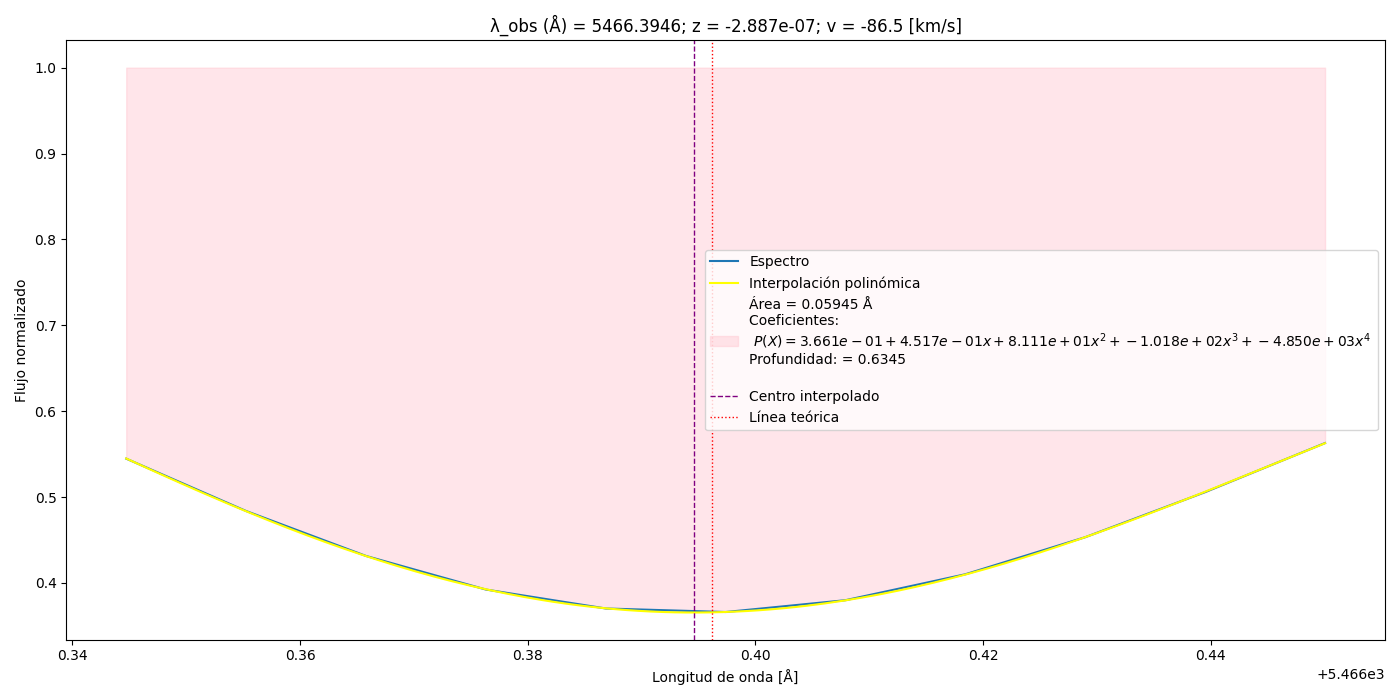 λ_obs (Å) = 5466.3946; z = -2.887e-07; v = -86.5 [km/s]
Flujo normalizado
1.0
0.9
0.8
0.7
0.6
0.5
0.4
Espectro
Interpolación polinómica
Área = 0.05945 Å
Coeficientes:
P(X) = 3.661e − 01 + 4.517e − 01x + 8.111e + 01x² + −1.018e + 02x³ + −4.850e + 03x⁴
Profundidad: = 0.6345
Centro interpolado
Línea teórica
0.34 0.36 0.38 0.40 0.42 0.44
+5.466e3
Longitud de onda [Å]